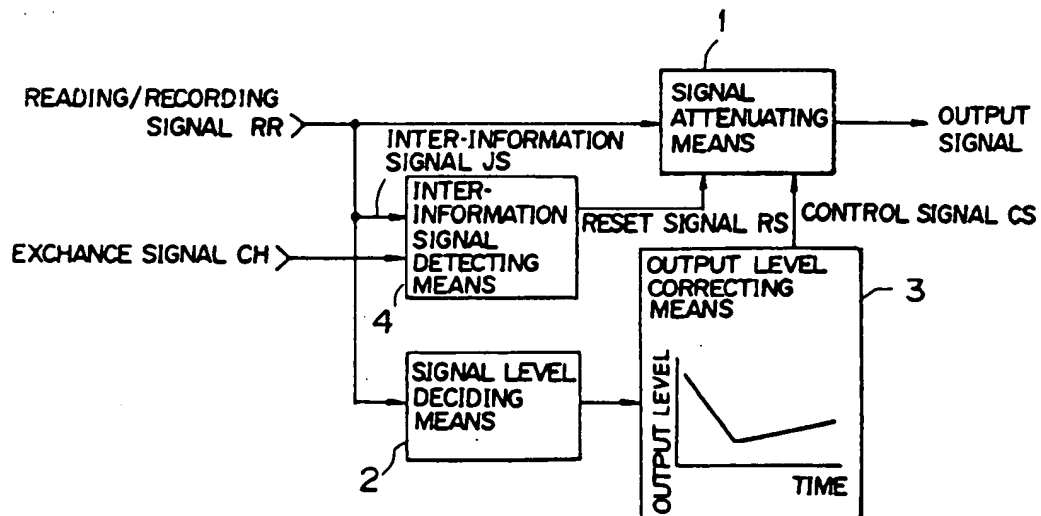 1
READING/RECORDING
SIGNAL RR
SIGNAL
ATTENUATING
MEANS
OUTPUT
SIGNAL
INTER-INFORMATION
SIGNAL JS
INTER-
INFORMATION
SIGNAL
DETECTING
MEANS
RESET SIGNAL RS
CONTROL SIGNAL CS
EXCHANCE SIGNAL CH
4
OUTPUT LEVEL
CORRECTING
MEANS
3
SIGNAL LEVEL
DECIDING
MEANS
2
OUTPUT LEVEL
TIME